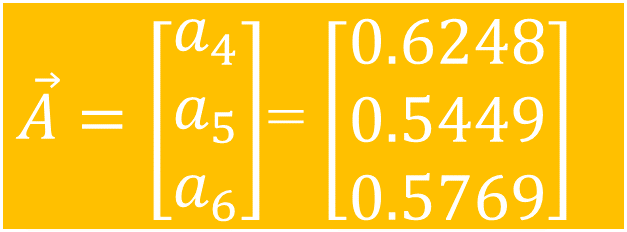 A⃗ = [a₄ a₅ a₆] = [0.6248 0.5449 0.5769]